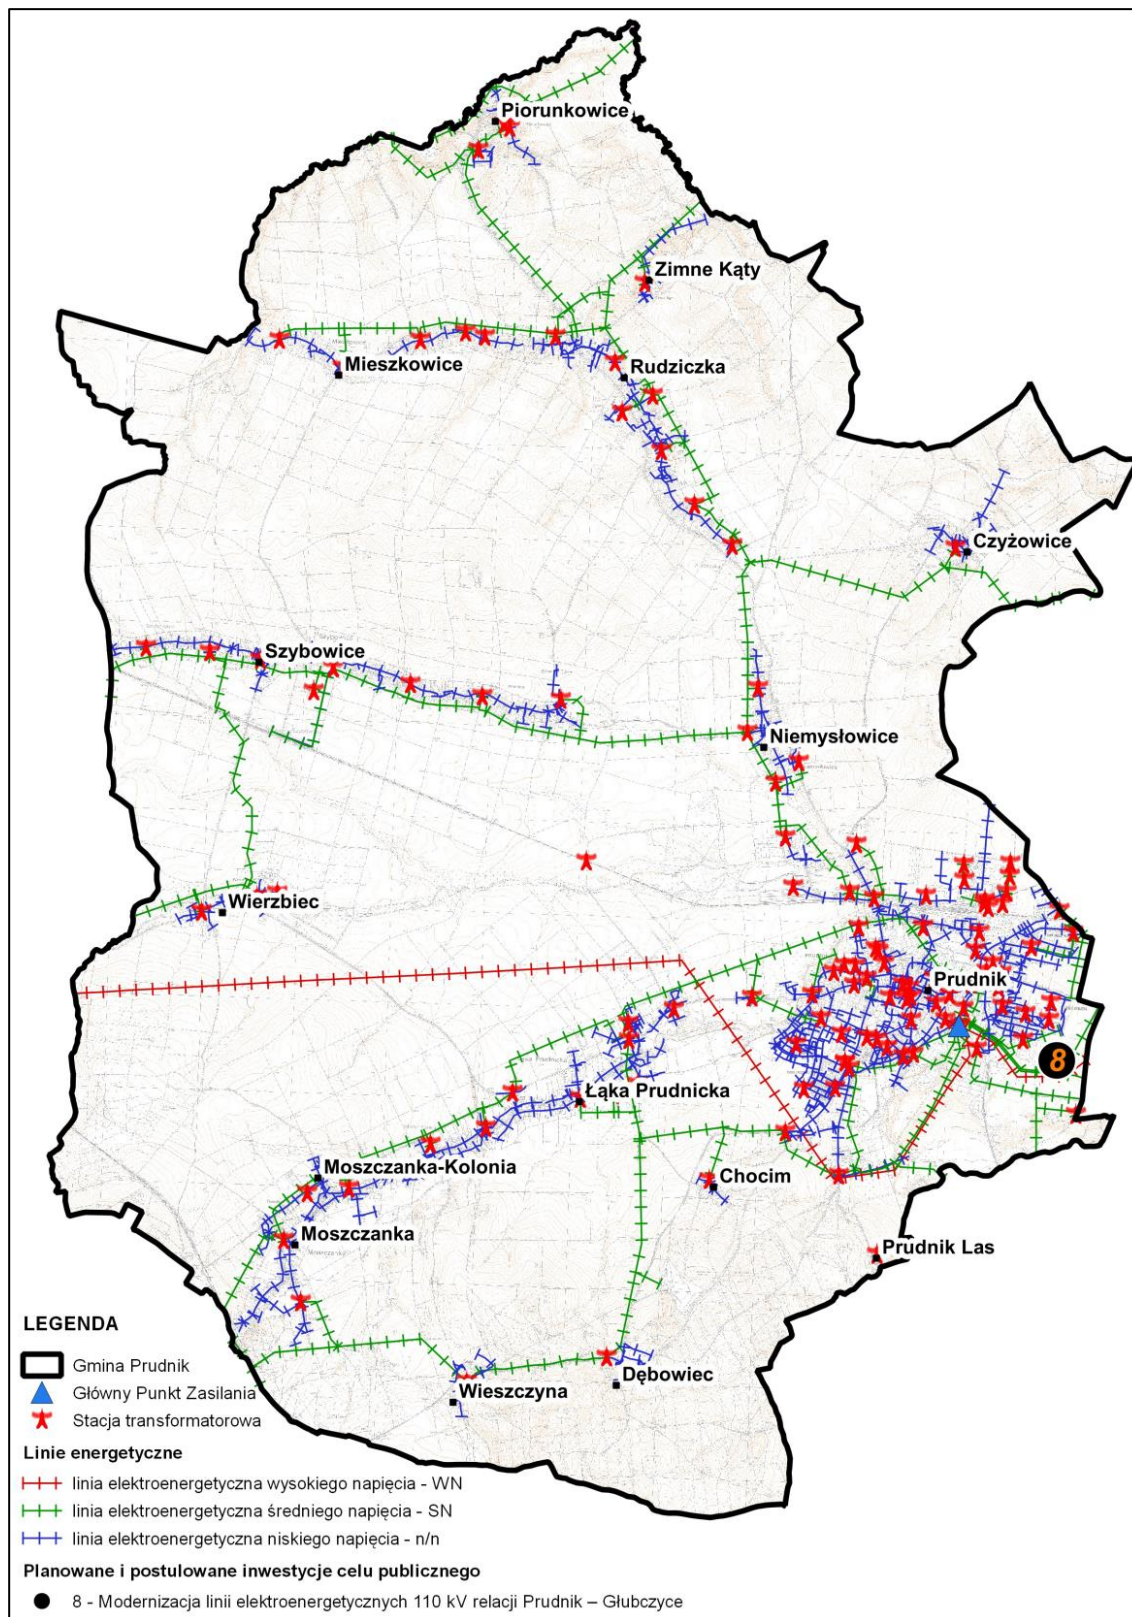 Piorunkowice
Zimne Kąty
Mieszkowice
Rudziczka
Czyżowice
Szybowice
Niemysłowice
Wierzbiec
Prudnik
8
Łąka Prudnicka
Moszczanka-Kolonia
Chocim
Moszczanka
Prudnik Las
Dębowiec
Wieszczyna
LEGENDA
Gmina Prudnik
Główny Punkt Zasilania
Stacja transformatorowa
Linie energetyczne
linia elektroenergetyczna wysokiego napięcia - WN
linia elektroenergetyczna średniego napięcia - SN
linia elektroenergetyczna niskiego napięcia - n/n
Planowane i postulowane inwestycje celu publicznego
8 - Modernizacja linii elektroenergetycznych 110 kV relacji Prudnik – Głubczyce